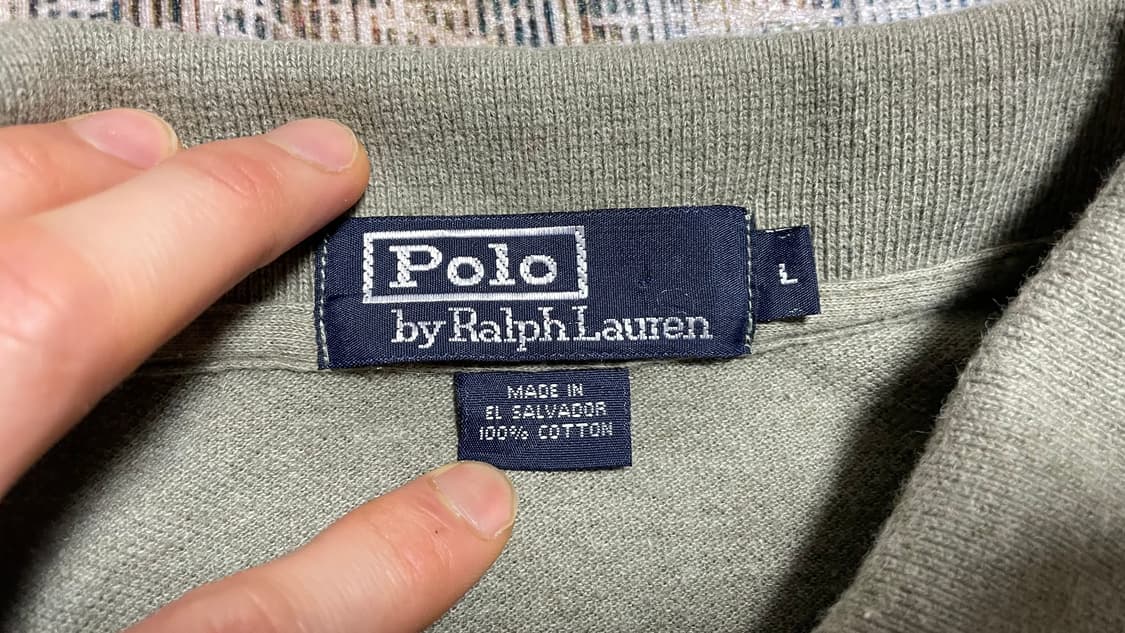 Polo
by Ralph Lauren
L
MADE IN
EL SALVADOR
100% COTTON